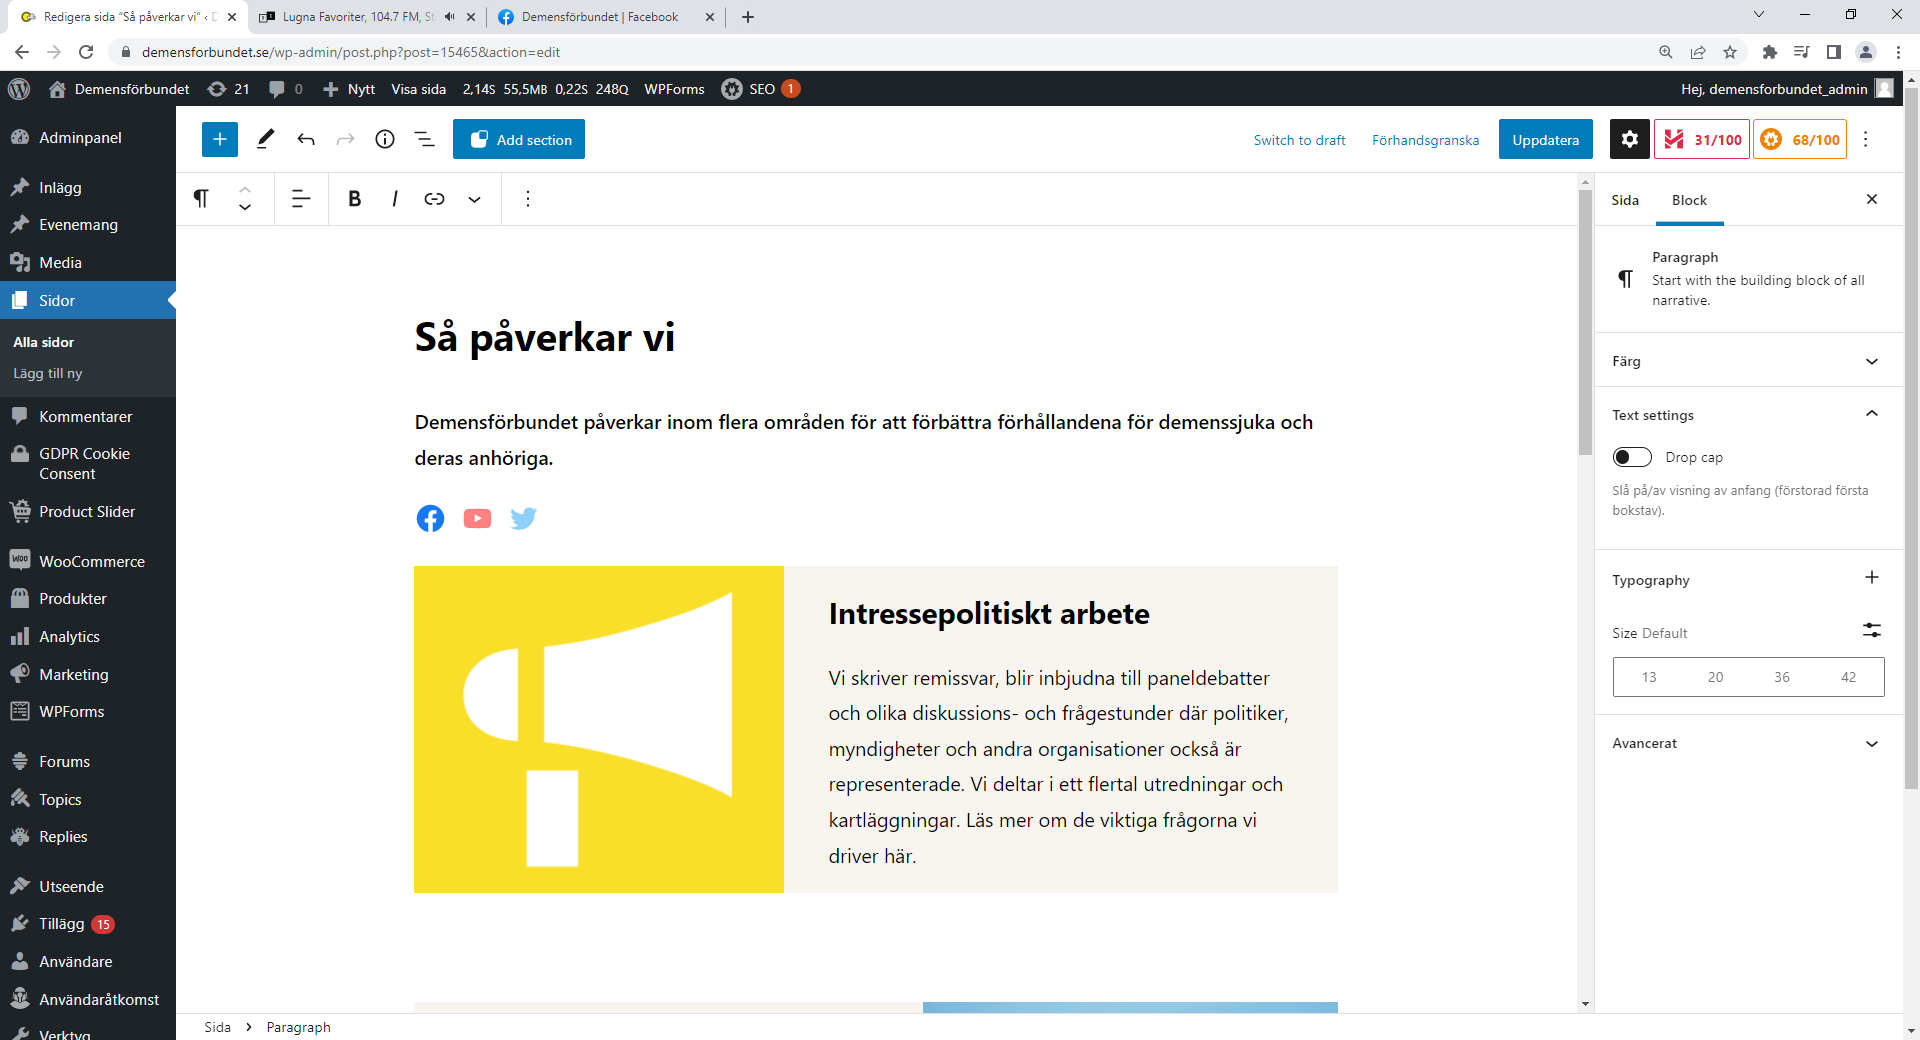 Redigera sida "Så påverkar vi" ‹ D
Lugna Favoriter, 104.7 FM, St
Demensförbundet | Facebook
demensforbundet.se/wp-admin/post.php?post=15465&action=edit
Demensförbundet
21
0
Nytt
Visa sida
2,14S 55,5MB 0,22S 248Q
WPForms
SEO
1
Hej, demensforbundet_admin
Adminpanel
Inlägg
Evenemang
Media
Sidor
Alla sidor
Lägg till ny
Kommentarer
GDPR Cookie
Consent
Product Slider
WOO
WooCommerce
Produkter
Analytics
Marketing
WPForms
Forums
Topics
Replies
Utseende
Tillägg 15
Användare
Användaråtkomst
Verktyg
Add section
Switch to draft
Förhandsgranska
Uppdatera
31/100
68/100
B
I
Så påverkar vi
Demensförbundet påverkar inom flera områden för att förbättra förhållandena för demenssjuka och
deras anhöriga.
Intressepolitiskt arbete
Vi skriver remissvar, blir inbjudna till paneldebatter
och olika diskussions- och frågestunder där politiker,
myndigheter och andra organisationer också är
representerade. Vi deltar i ett flertal utredningar och
kartläggningar. Läs mer om de viktiga frågorna vi
driver här.
Sida
Block
Paragraph
Start with the building block of all
narrative.
Färg
Text settings
Drop cap
Slå på/av visning av anfang (förstorad första
bokstav).
Typography
Size Default
13 20 36 42
Avancerat
Sida
Paragraph